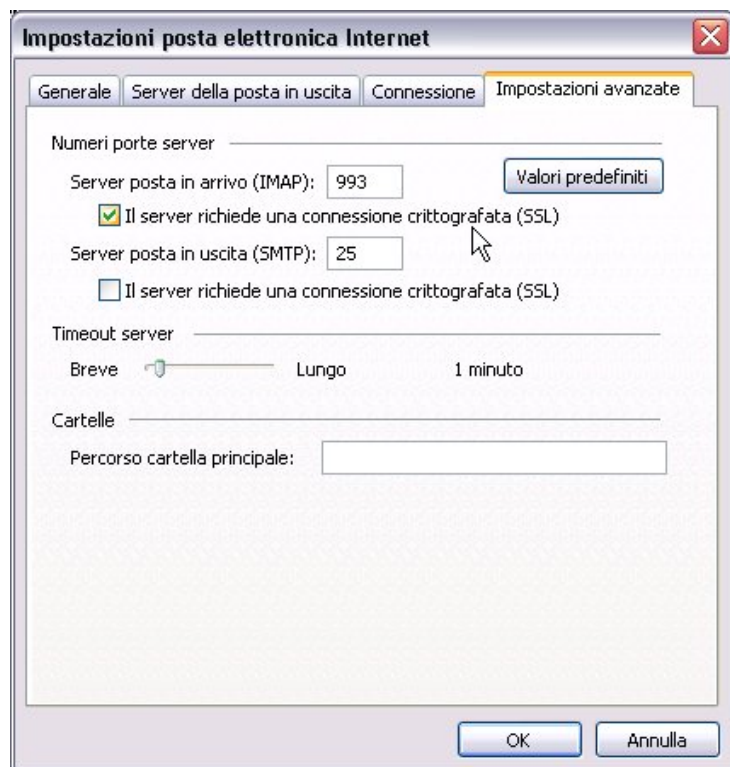 Impostazioni posta elettronica Internet
Generale Server della posta in uscita Connessione Impostazioni avanzate
Numeri porte server
Server posta in arrivo (IMAP): 993 Valori predefiniti
Il server richiede una connessione crittografata (SSL)
Server posta in uscita (SMTP): 25
Il server richiede una connessione crittografata (SSL)
Timeout server
Breve Lungo 1 minuto
Cartelle
Percorso cartella principale:
OK Annulla